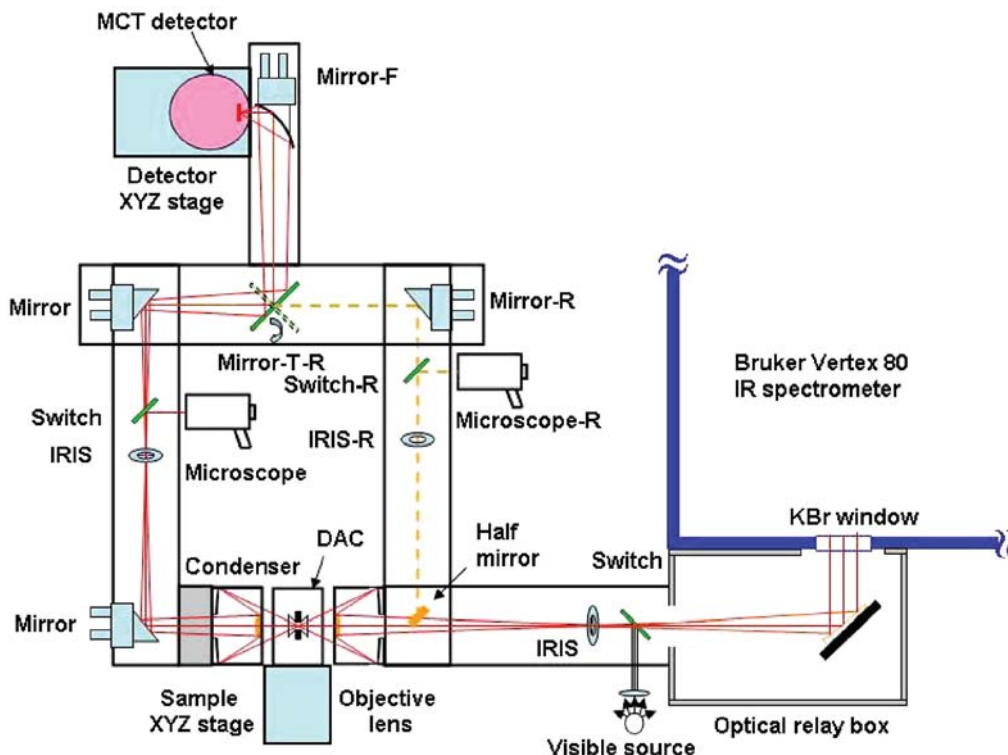 MCT detector
Mirror-F
Detector
XYZ stage
Mirror
Mirror-R
Mirror-T-R
Switch-R
Bruker Vertex 80
IR spectrometer
Switch
Microscope-R
IRIS
IRIS-R
Microscope
KBr window
DAC
Half
mirror
Condenser
Switch
Mirror
IRIS
Sample
XYZ stage
Objective
lens
Optical relay box
Visible source